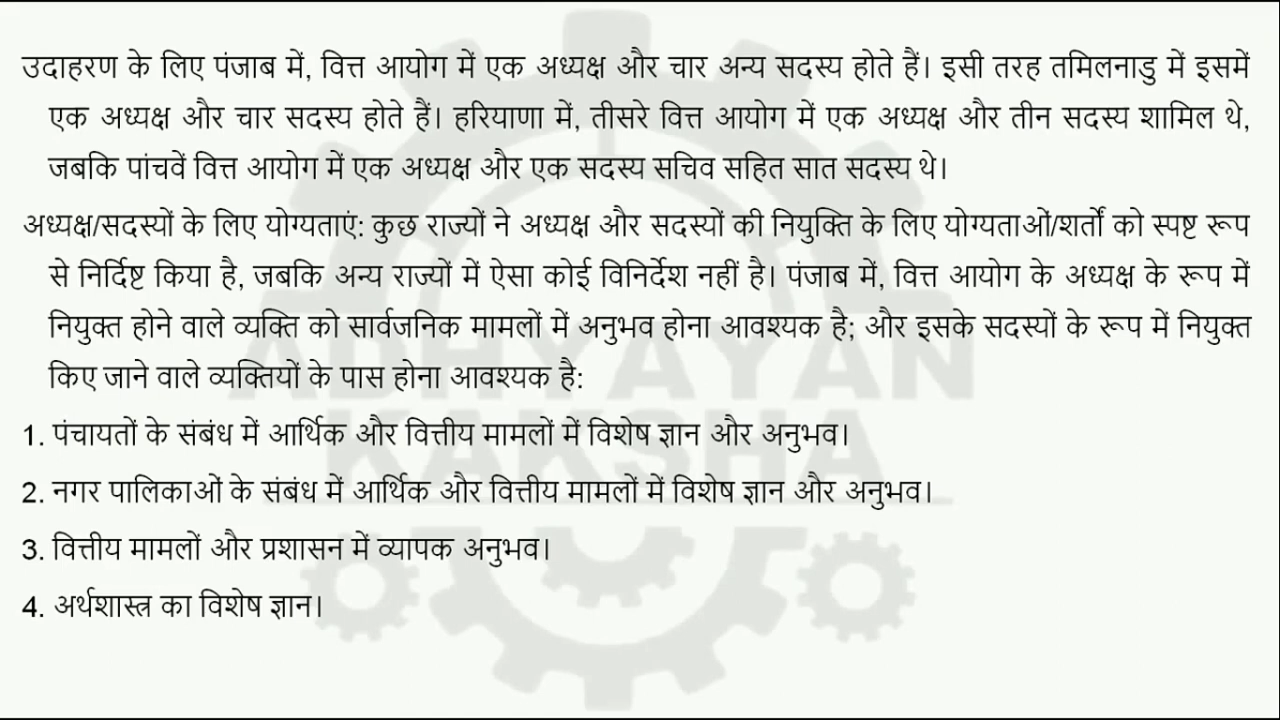 उदाहरण के लिए पंजाब में, वित्त आयोग में एक अध्यक्ष और चार अन्य सदस्य होते हैं। इसी तरह तमिलनाडु में इसमें
एक अध्यक्ष और चार सदस्य होते हैं। हरियाणा में, तीसरे वित्त आयोग में एक अध्यक्ष और तीन सदस्य शामिल थे,
जबकि पांचवें वित्त आयोग में एक अध्यक्ष और एक सदस्य सचिव सहित सात सदस्य थे।
अध्यक्ष/सदस्यों के लिए योग्यताएं: कुछ राज्यों ने अध्यक्ष और सदस्यों की नियुक्ति के लिए योग्यताओं/शर्तों को स्पष्ट रूप
से निर्दिष्ट किया है, जबकि अन्य राज्यों में ऐसा कोई विनिर्देश नहीं है। पंजाब में, वित्त आयोग के अध्यक्ष के रूप में
नियुक्त होने वाले व्यक्ति को सार्वजनिक मामलों में अनुभव होना आवश्यक है; और इसके सदस्यों के रूप में नियुक्त
किए जाने वाले व्यक्तियों के पास होना आवश्यक है:
1. पंचायतों के संबंध में आर्थिक और वित्तीय मामलों में विशेष ज्ञान और अनुभव।
2. नगर पालिकाओं के संबंध में आर्थिक और वित्तीय मामलों में विशेष ज्ञान और अनुभव।
3. वित्तीय मामलों और प्रशासन में व्यापक अनुभव।
4. अर्थशास्त्र का विशेष ज्ञान।
ADHYAYAN
KAKSHA